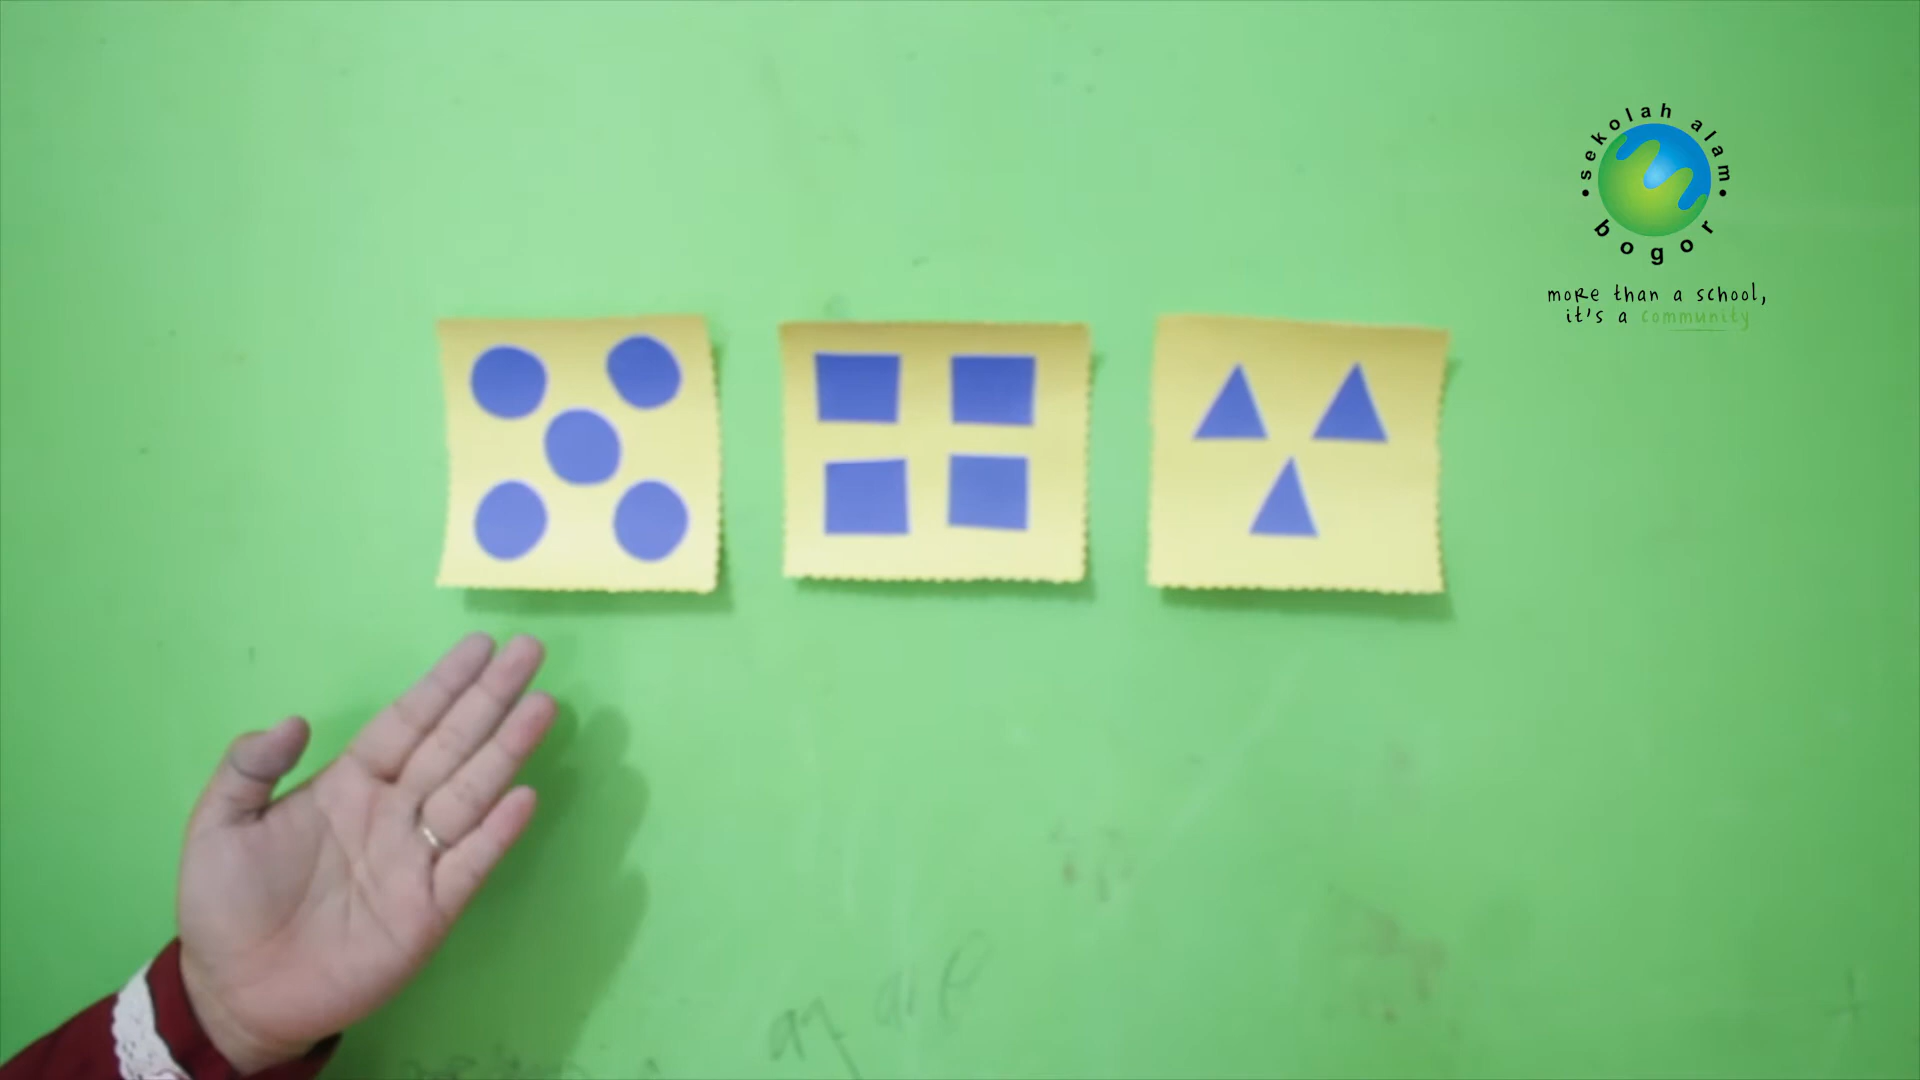 sekolah alam
bogor
more than a school,
it's a community